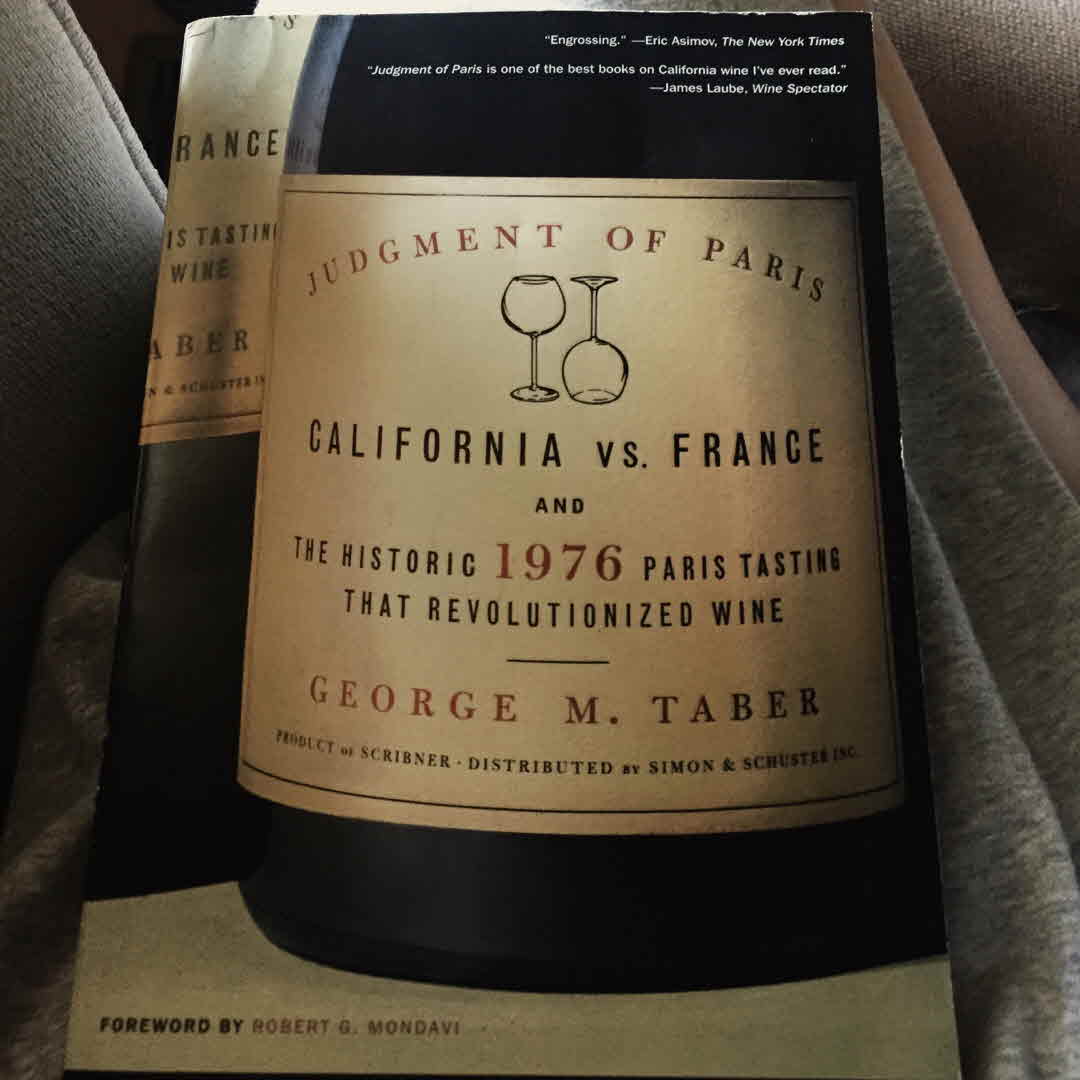 "Engrossing." —Eric Asimov, The New York Times
"Judgment of Paris is one of the best books on California wine I've ever read."
—James Laube, Wine Spectator
JUDGMENT OF PARIS
CALIFORNIA vs. FRANCE
AND
THE HISTORIC 1976 PARIS TASTING
THAT REVOLUTIONIZED WINE
GEORGE M. TABER
PRODUCT OF SCRIBNER · DISTRIBUTED BY SIMON & SCHUSTER INC.
FOREWORD BY ROBERT G. MONDAVI
RANCE
IS TASTIN
WINE
ABER
N & SCHUSTER IN